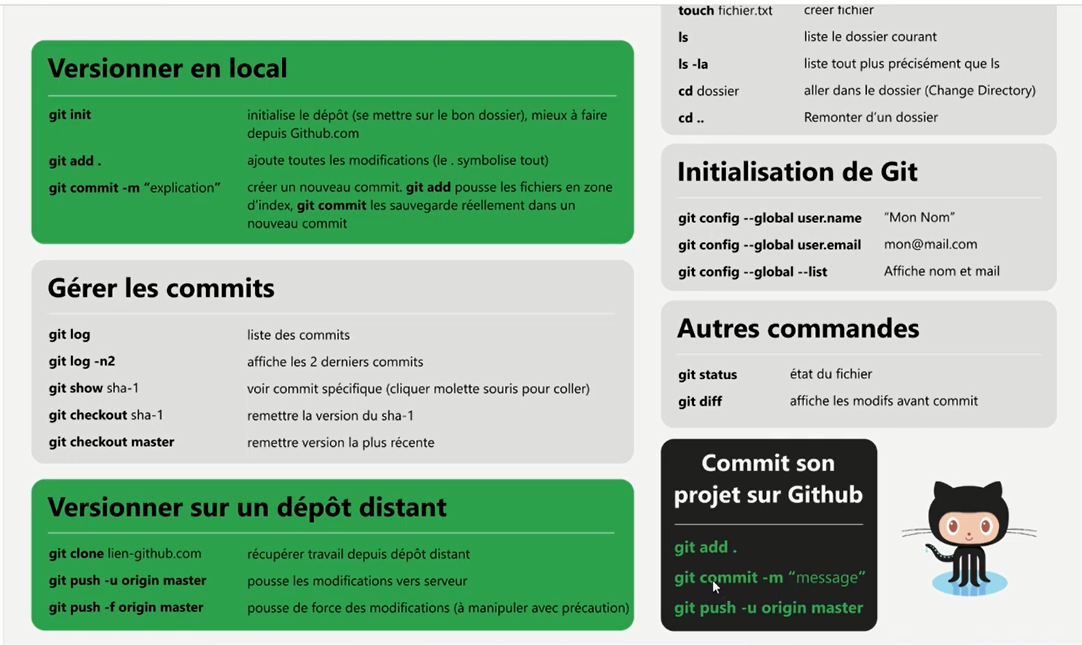 Versionner en local
git init initialise le dépôt (se mettre sur le bon dossier), mieux à faire
depuis Github.com
git add . ajoute toutes les modifications (le . symbolise tout)
git commit -m “explication” créer un nouveau commit. git add pousse les fichiers en zone
d’index, git commit les sauvegarde réellement dans un
nouveau commit
Gérer les commits
git log liste des commits
git log -n2 affiche les 2 derniers commits
git show sha-1 voir commit spécifique (cliquer molette souris pour coller)
git checkout sha-1 remettre la version du sha-1
git checkout master remettre version la plus récente
Versionner sur un dépôt distant
git clone lien-github.com récupérer travail depuis dépôt distant
git push -u origin master pousse les modifications vers serveur
git push -f origin master pousse de force des modifications (à manipuler avec précaution)
touch fichier.txt créer fichier
ls liste le dossier courant
ls -la liste tout plus précisément que ls
cd dossier aller dans le dossier (Change Directory)
cd .. Remonter d’un dossier
Initialisation de Git
git config --global user.name “Mon Nom”
git config --global user.email mon@mail.com
git config --global --list Affiche nom et mail
Autres commandes
git status état du fichier
git diff affiche les modifs avant commit
Commit son
projet sur Github
git add .
git commit -m “message”
git push -u origin master